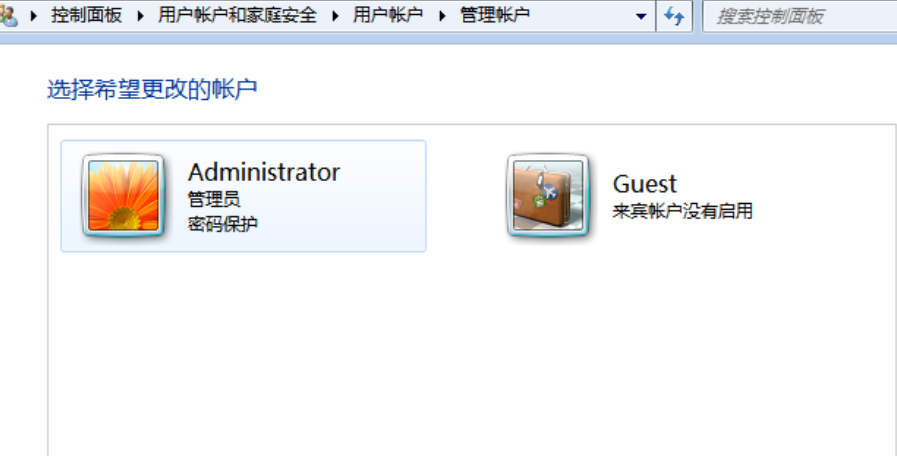 控制面板 用户帐户和家庭安全 用户帐户 管理帐户 搜索控制面板
选择希望更改的帐户
Administrator
管理员
密码保护
Guest
来宾帐户没有启用